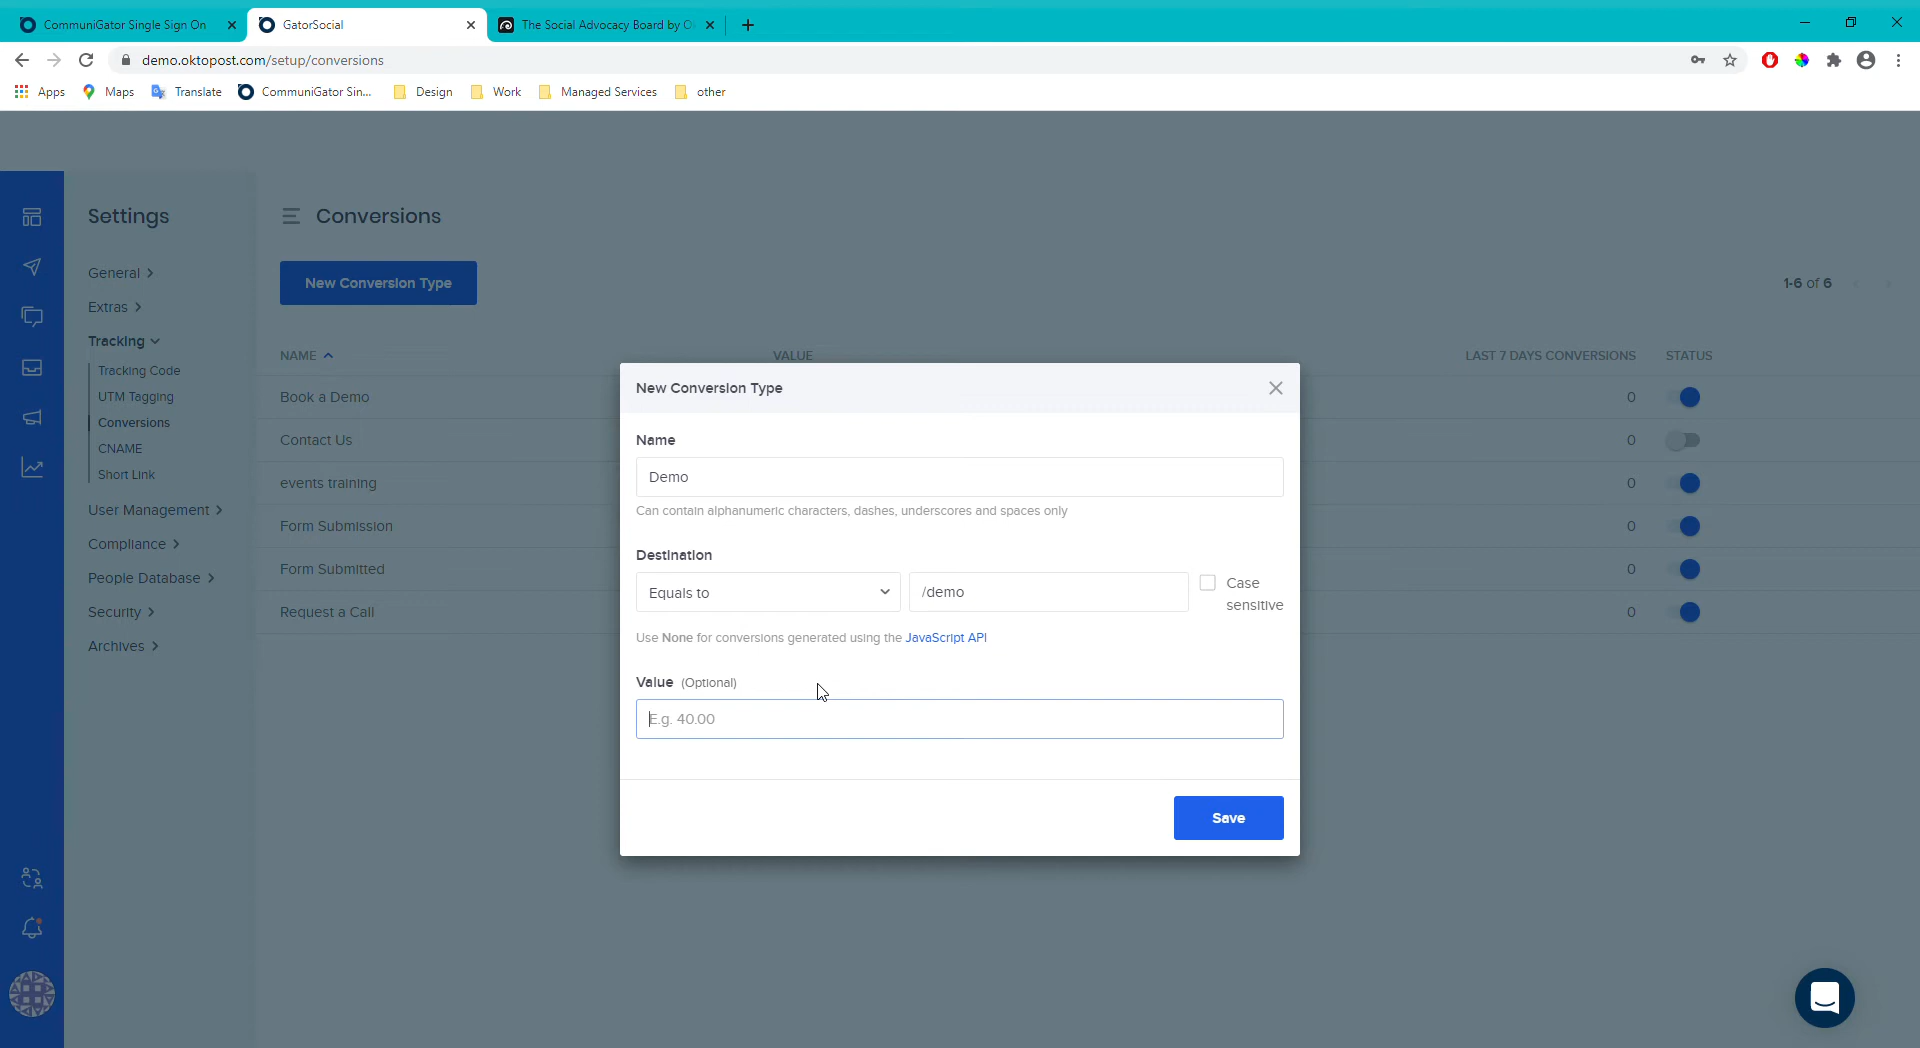 CommuniGator Single Sign On
GatorSocial
The Social Advocacy Board by O
demo.oktopost.com/setup/conversions
Apps
Maps
Translate
CommuniGator Sin...
Design
Work
Managed Services
other
Settings
Conversions
General
Extras
Tracking
Tracking Code
UTM Tagging
Conversions
CNAME
Short Link
User Management
Compliance
People Database
Security
Archives
New Conversion Type
1-6 of 6
NAME
VALUE
LAST 7 DAYS CONVERSIONS
STATUS
Book a Demo
0
Contact Us
0
events training
0
Form Submission
0
Form Submitted
0
Request a Call
0
New Conversion Type
Name
Demo
Can contain alphanumeric characters, dashes, underscores and spaces only
Destination
Equals to
/demo
Case
sensitive
Use None for conversions generated using the JavaScript API
Value (Optional)
E.g. 40.00
Save